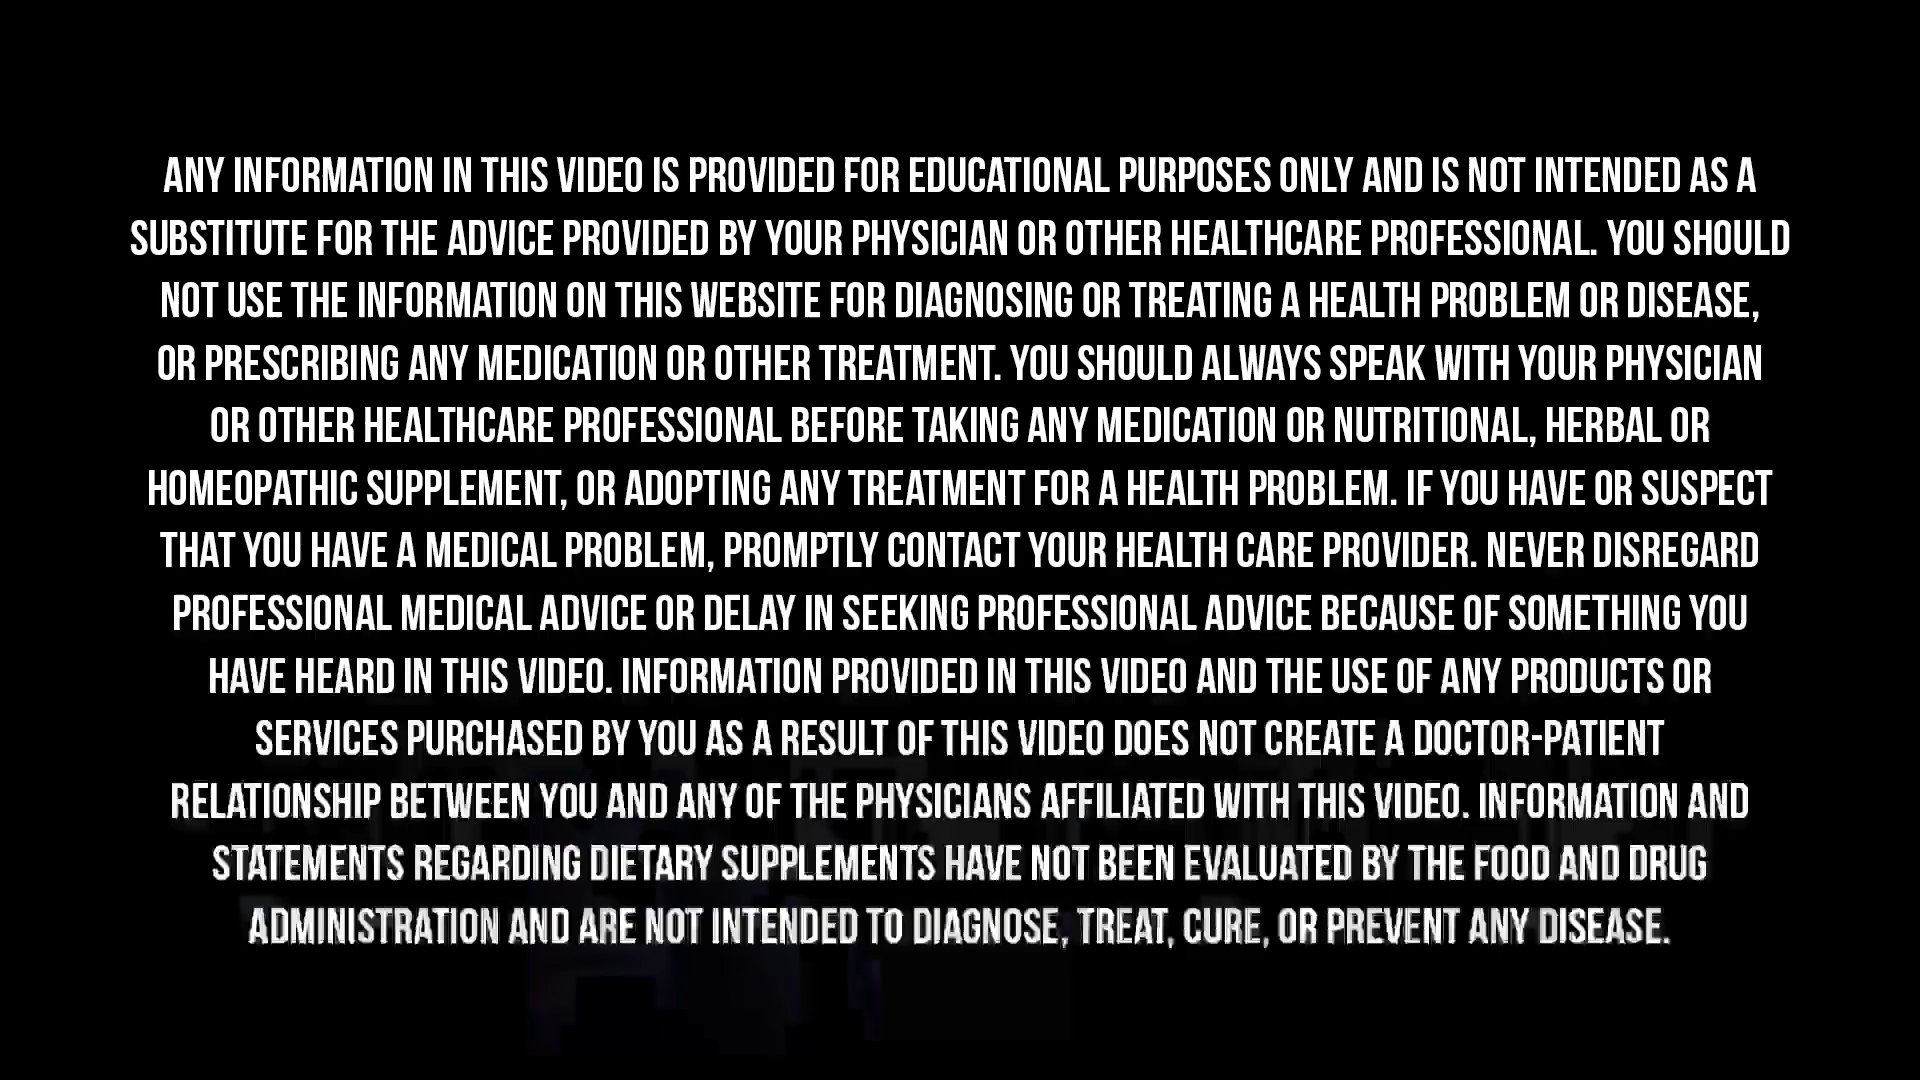 ANY INFORMATION IN THIS VIDEO IS PROVIDED FOR EDUCATIONAL PURPOSES ONLY AND IS NOT INTENDED AS A
SUBSTITUTE FOR THE ADVICE PROVIDED BY YOUR PHYSICIAN OR OTHER HEALTHCARE PROFESSIONAL. YOU SHOULD
NOT USE THE INFORMATION ON THIS WEBSITE FOR DIAGNOSING OR TREATING A HEALTH PROBLEM OR DISEASE,
OR PRESCRIBING ANY MEDICATION OR OTHER TREATMENT. YOU SHOULD ALWAYS SPEAK WITH YOUR PHYSICIAN
OR OTHER HEALTHCARE PROFESSIONAL BEFORE TAKING ANY MEDICATION OR NUTRITIONAL, HERBAL OR
HOMEOPATHIC SUPPLEMENT, OR ADOPTING ANY TREATMENT FOR A HEALTH PROBLEM. IF YOU HAVE OR SUSPECT
THAT YOU HAVE A MEDICAL PROBLEM, PROMPTLY CONTACT YOUR HEALTH CARE PROVIDER. NEVER DISREGARD
PROFESSIONAL MEDICAL ADVICE OR DELAY IN SEEKING PROFESSIONAL ADVICE BECAUSE OF SOMETHING YOU
HAVE HEARD IN THIS VIDEO. INFORMATION PROVIDED IN THIS VIDEO AND THE USE OF ANY PRODUCTS OR
SERVICES PURCHASED BY YOU AS A RESULT OF THIS VIDEO DOES NOT CREATE A DOCTOR-PATIENT
RELATIONSHIP BETWEEN YOU AND ANY OF THE PHYSICIANS AFFILIATED WITH THIS VIDEO. INFORMATION AND
STATEMENTS REGARDING DIETARY SUPPLEMENTS HAVE NOT BEEN EVALUATED BY THE FOOD AND DRUG
ADMINISTRATION AND ARE NOT INTENDED TO DIAGNOSE, TREAT, CURE, OR PREVENT ANY DISEASE.